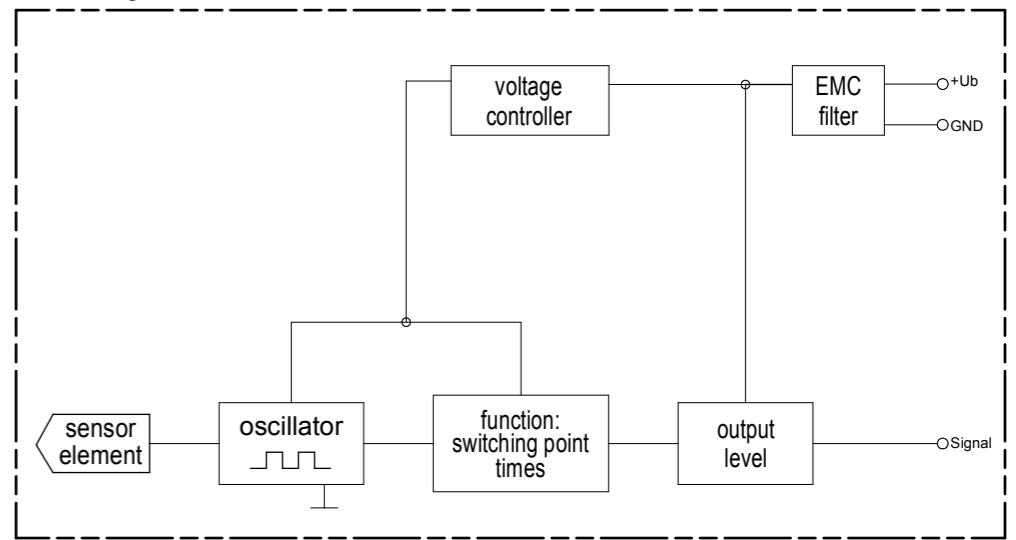 voltage
controller
EMC
filter
+Ub
GND
sensor
element
oscillator
function:
switching point
times
output
level
Signal